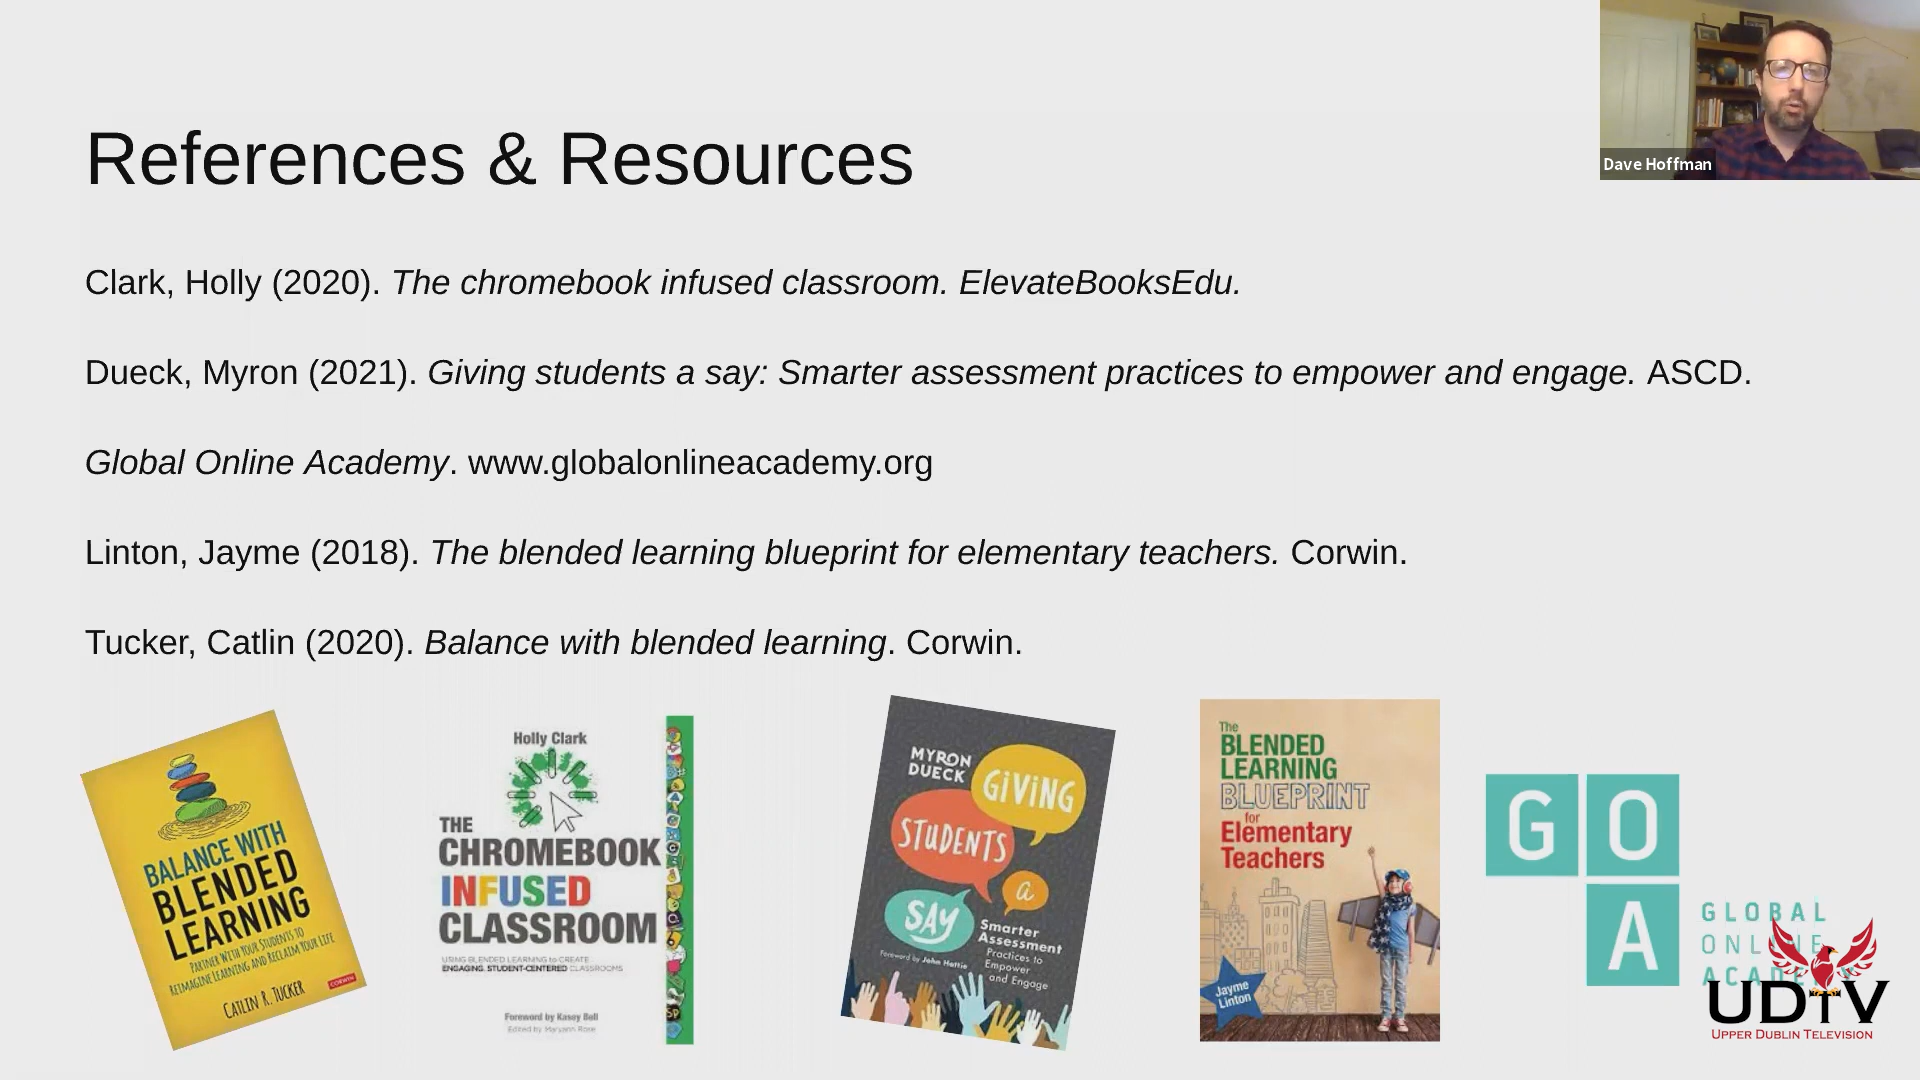 Dave Hoffman
References & Resources
Clark, Holly (2020). The chromebook infused classroom. ElevateBooksEdu.
Dueck, Myron (2021). Giving students a say: Smarter assessment practices to empower and engage. ASCD.
Global Online Academy. www.globalonlineacademy.org
Linton, Jayme (2018). The blended learning blueprint for elementary teachers. Corwin.
Tucker, Catlin (2020). Balance with blended learning. Corwin.
BALANCE WITH
BLENDED
LEARNING
PARTNER WITH YOUR STUDENTS TO
REIMAGINE LEARNING AND RECLAIM YOUR LIFE
CORWIN
CATLIN R. TUCKER
Holly Clark
THE
CHROMEBOOK
INFUSED
CLASSROOM
USING BLENDED LEARNING to CREATE
ENGAGING, STUDENT-CENTERED CLASSROOMS
Foreword by Kasey Bell
Edited by Maryann Rose
MYRON
DUECK
GIVING
STUDENTS
a
SAY
Smarter
Assessment
Practices to
Empower
and Engage
Foreword by John Hattie
The
BLENDED
LEARNING
BLUEPRINT
for
Elementary
Teachers
Jayme
Linton
G O
A
GLOBAL
ONLINE
UDTV
UPPER DUBLIN TELEVISION